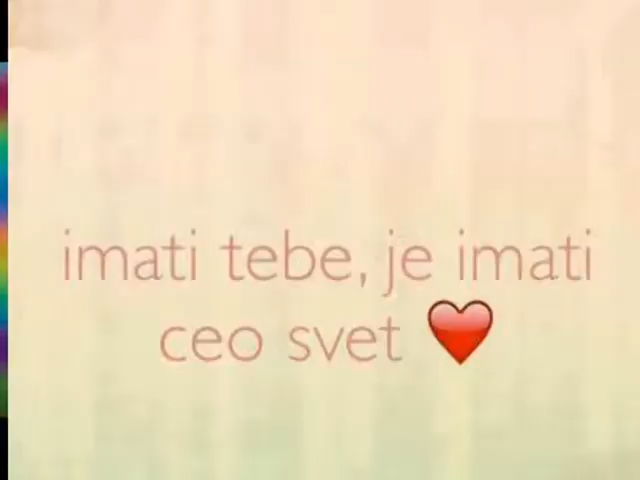 imati tebe, je imati
ceo svet ❤️